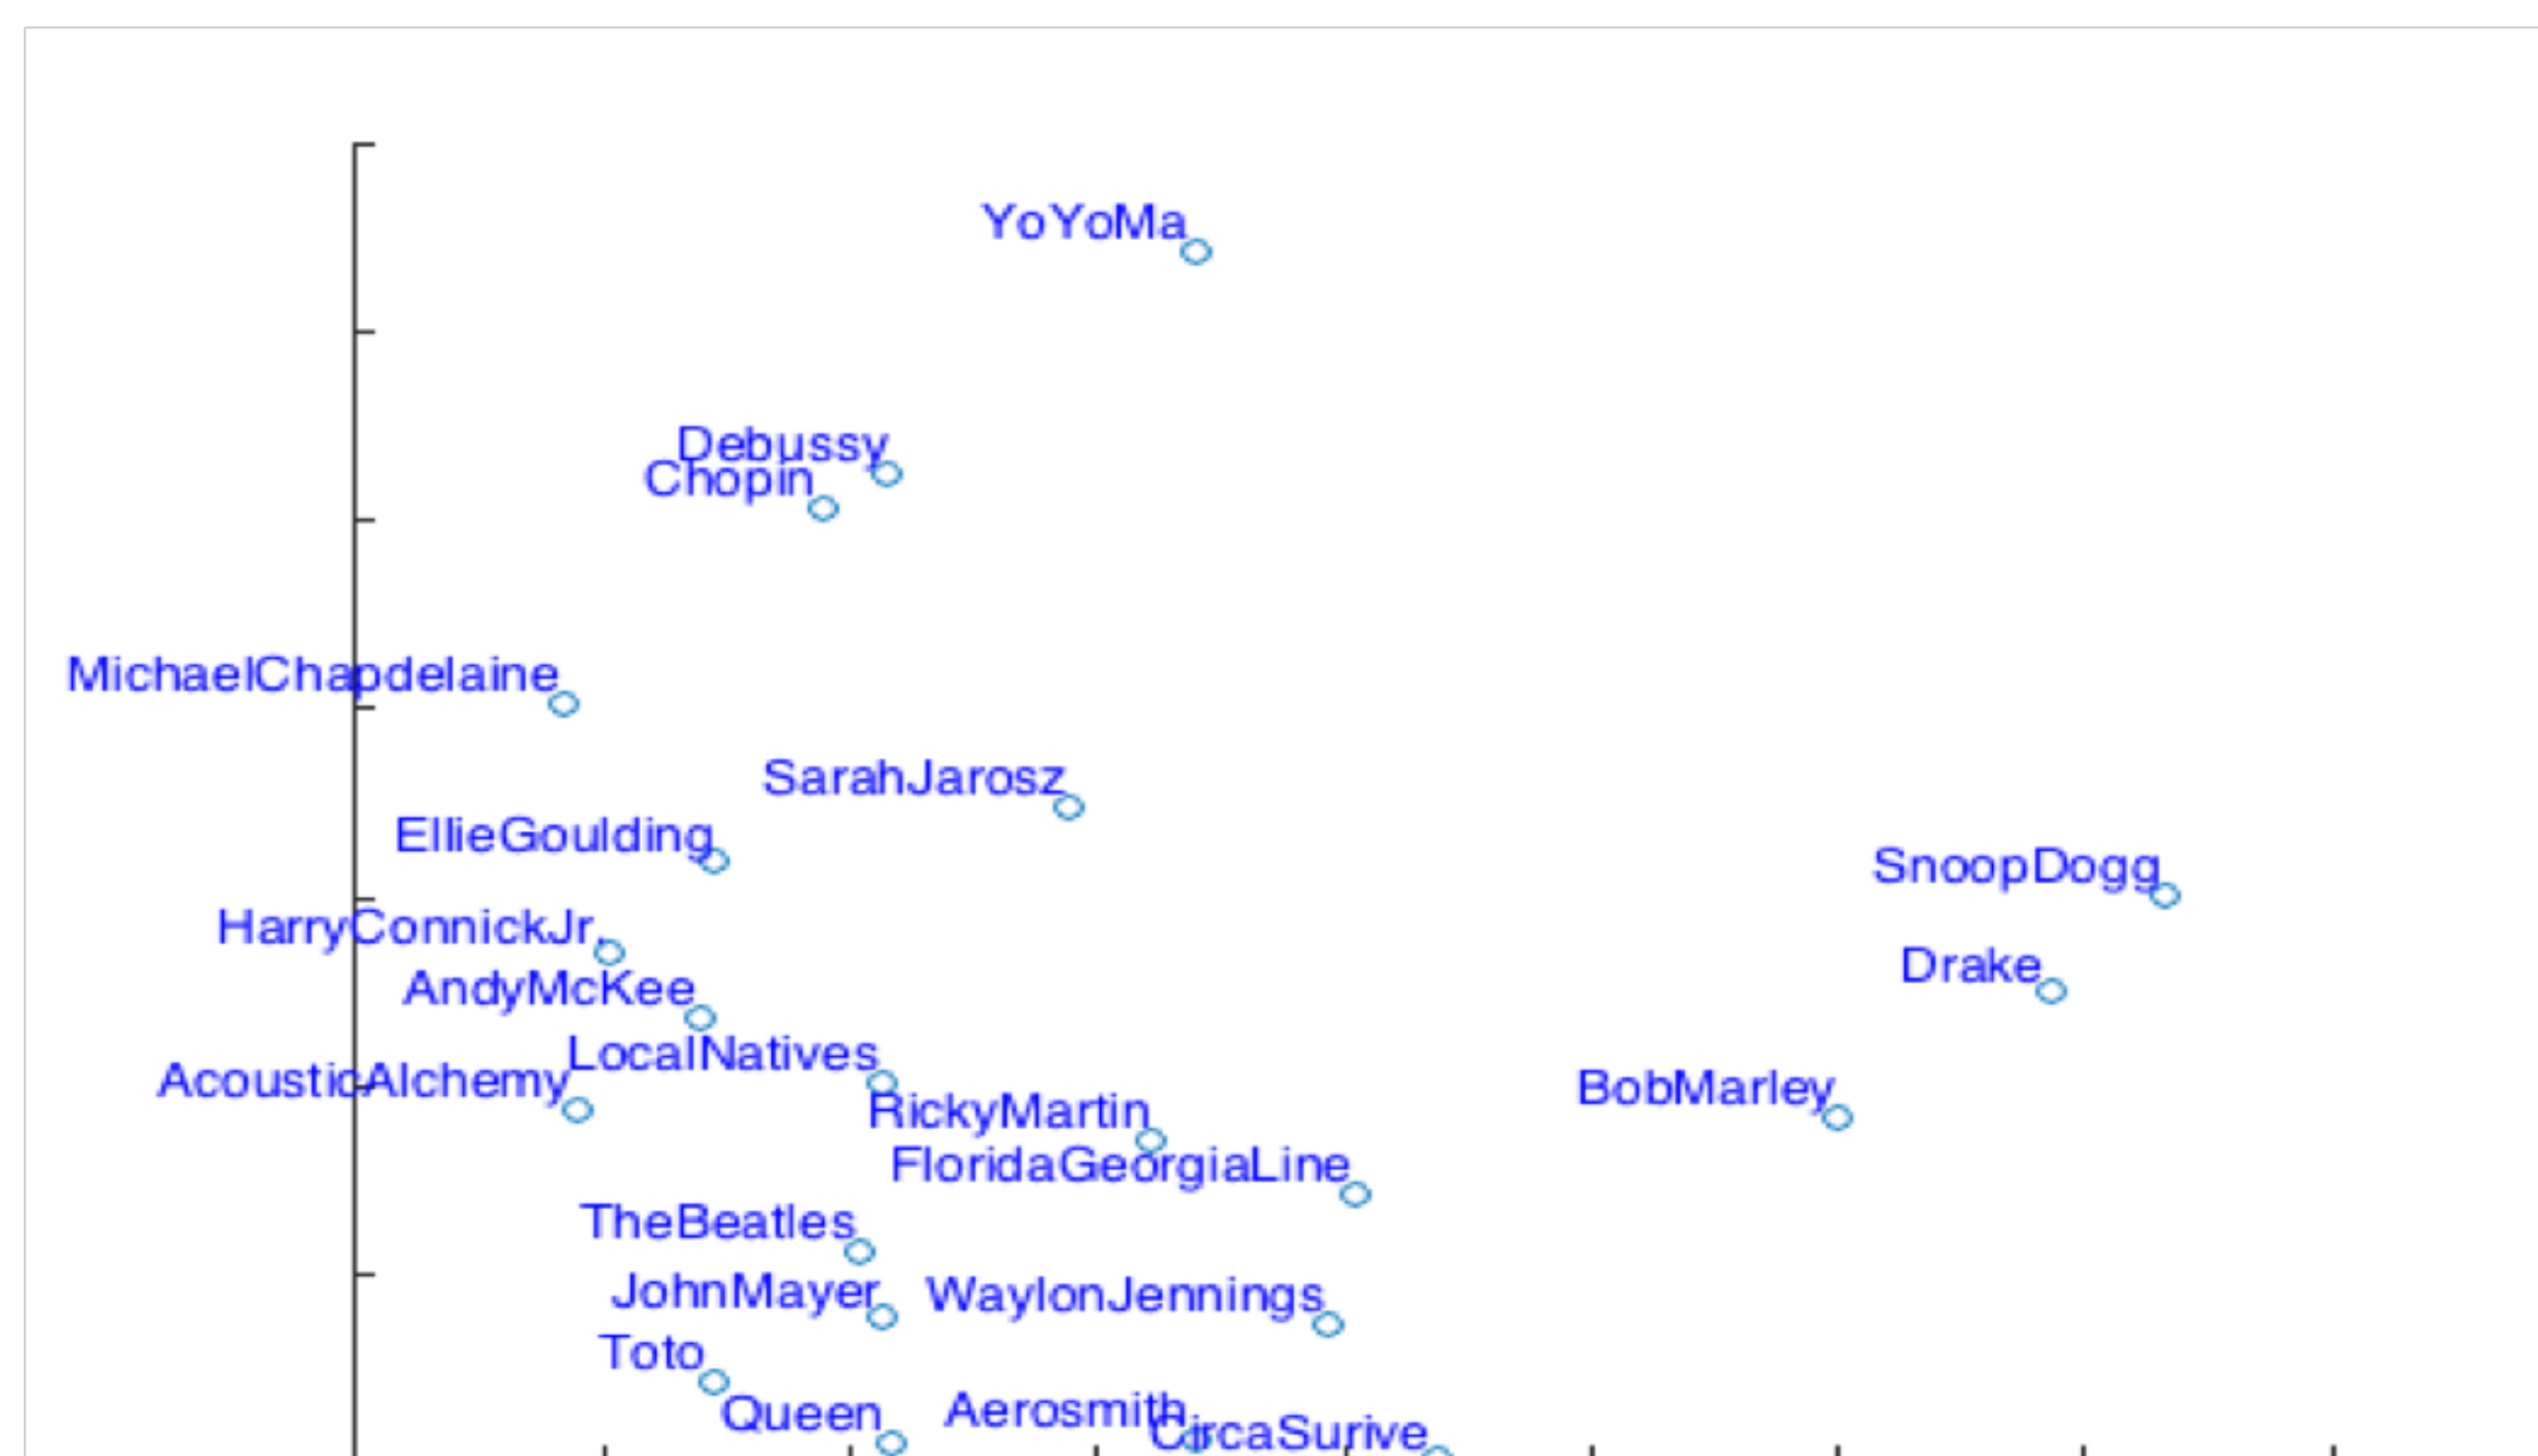 YoYoMa
Debussy
Chopin
MichaelChapdelaine
SarahJarosz
EllieGoulding
SnoopDogg
HarryConnickJr.
Drake
AndyMcKee
LocalNatives
AcousticAlchemy
BobMarley
RickyMartin
FloridaGeorgiaLine
TheBeatles
JohnMayer
WaylonJennings
Toto
Queen
Aerosmith
CircaSurive